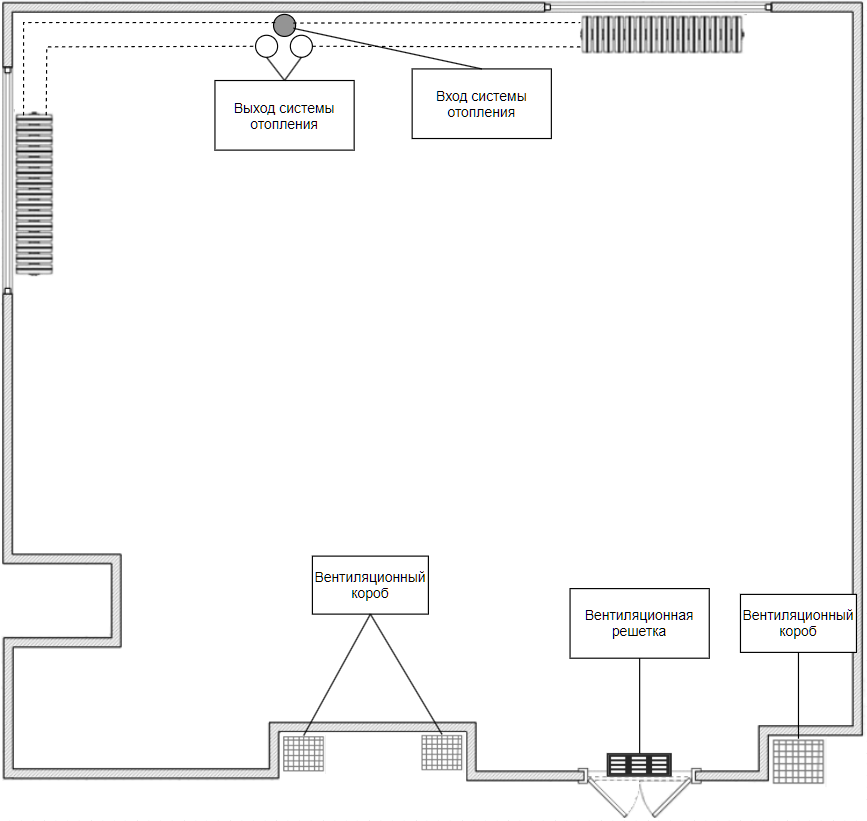 Выход системы
отопления
Вход системы
отопления
Вентиляционный
короб
Вентиляционная
решетка
Вентиляционный
короб